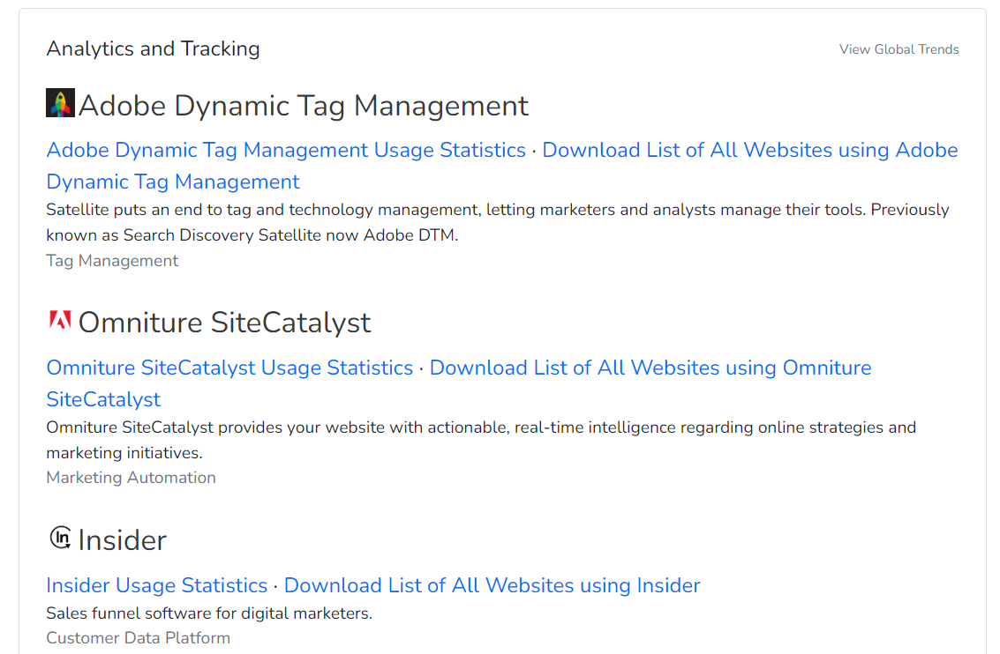 Analytics and Tracking
View Global Trends
Adobe Dynamic Tag Management
Adobe Dynamic Tag Management Usage Statistics · Download List of All Websites using Adobe
Dynamic Tag Management
Satellite puts an end to tag and technology management, letting marketers and analysts manage their tools. Previously
known as Search Discovery Satellite now Adobe DTM.
Tag Management
Omniture SiteCatalyst
Omniture SiteCatalyst Usage Statistics · Download List of All Websites using Omniture
SiteCatalyst
Omniture SiteCatalyst provides your website with actionable, real-time intelligence regarding online strategies and
marketing initiatives.
Marketing Automation
In Insider
Insider Usage Statistics · Download List of All Websites using Insider
Sales funnel software for digital marketers.
Customer Data Platform